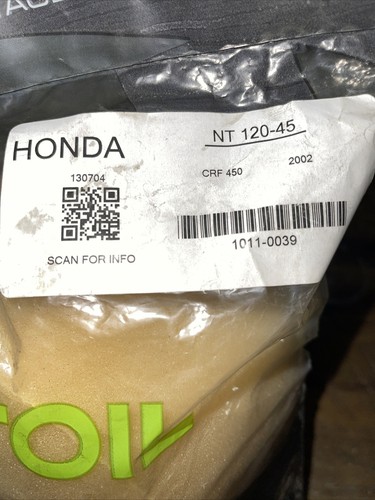 HONDA
NT 120-45
CRF 450 2002
130704
1011-0039
SCAN FOR INFO